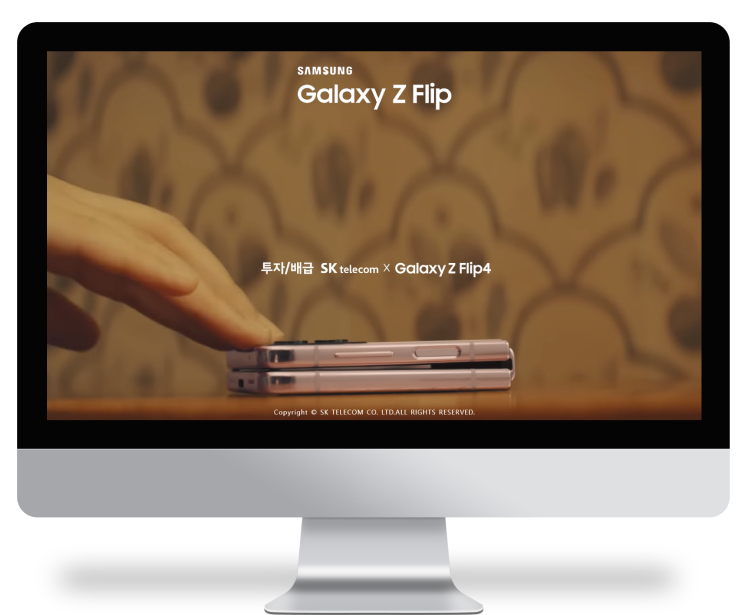 SAMSUNG
Galaxy Z Flip
투자/배급 SK telecom X Galaxy Z Flip4
Copyright © SK TELECOM CO. LTD.ALL RIGHTS RESERVED.